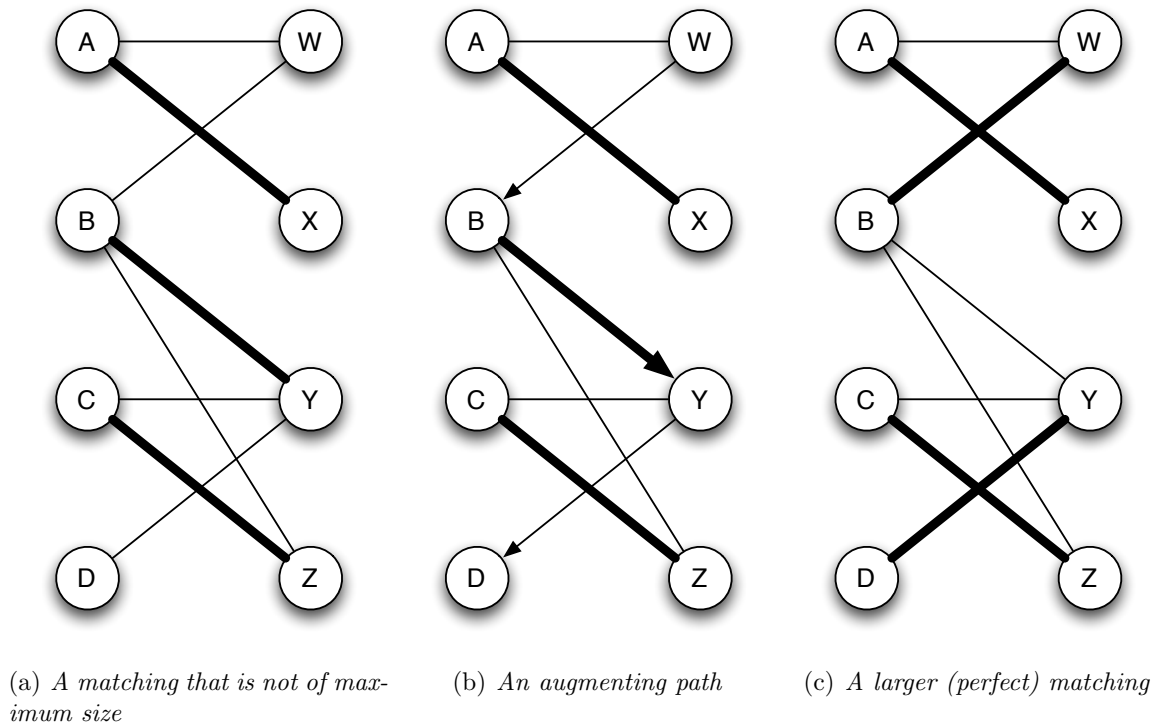 A W A W A W
B X B X B X
C Y C Y C Y
D Z D Z D Z
(a) A matching that is not of max-
imum size
(b) An augmenting path
(c) A larger (perfect) matching